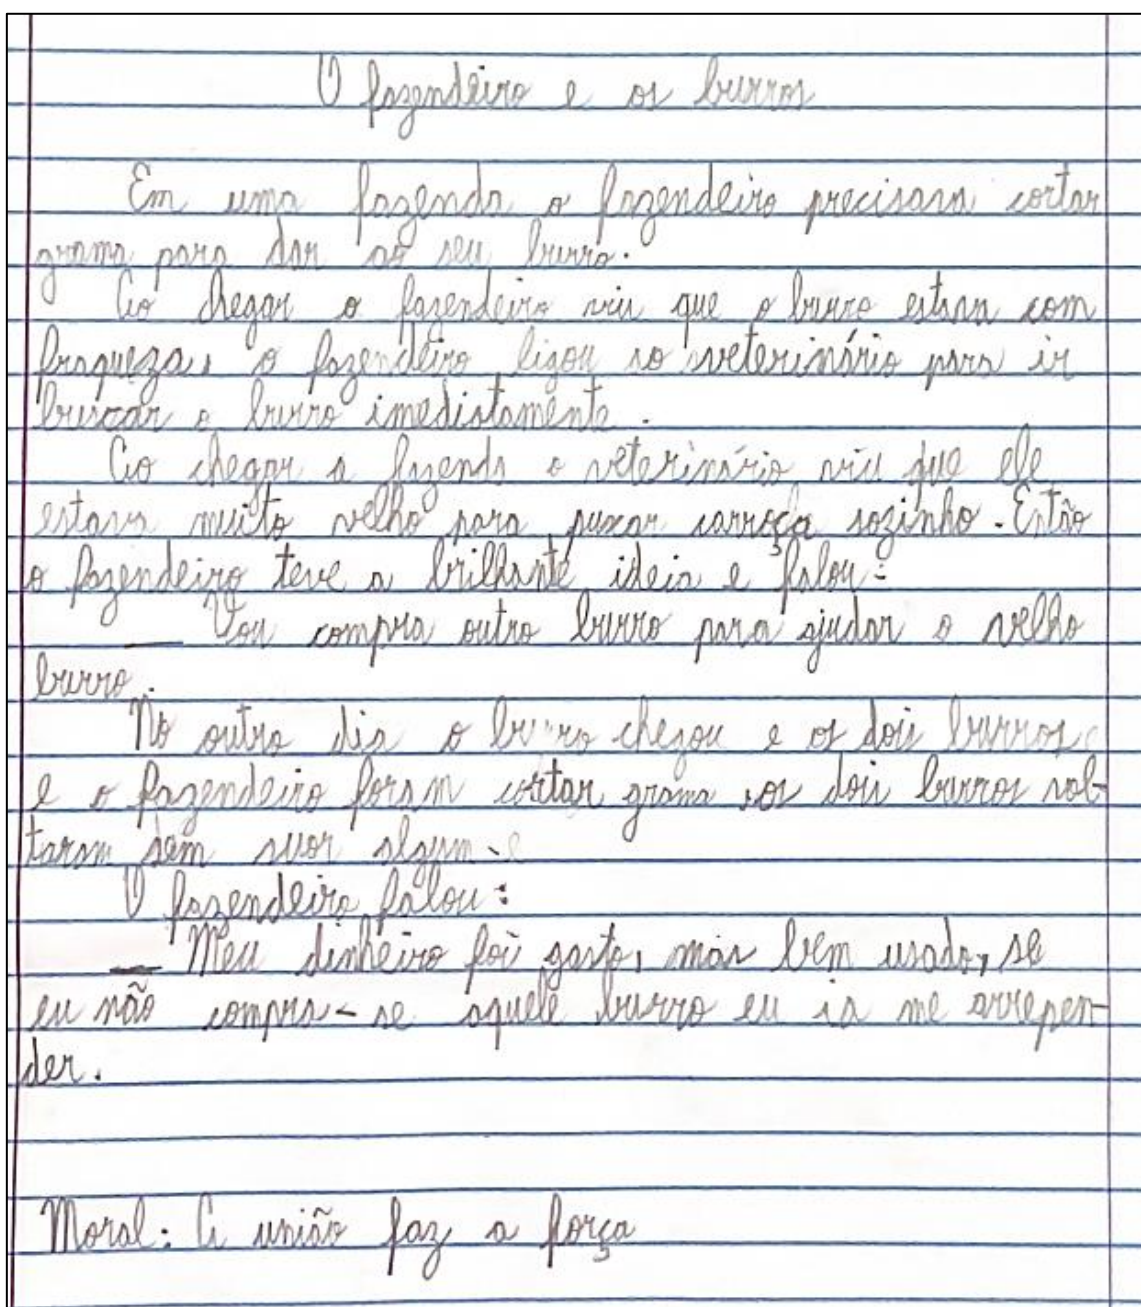 O fazendeiro e os burros
Em uma fazenda o fazendeiro precisava cortar
grama para dar ao seu burro.
Ao chegar o fazendeiro viu que o burro estava com
fraqueza, o fazendeiro ligou ao veterinário para ir
buscar o burro imediatamente.
Ao chegar a fazenda o veterinário viu que ele
estava muito velho para puxar carroça sozinho. Então
o fazendeiro teve a brilhante ideia e falou:
— Vou compra outro burro para ajudar o velho
burro.
No outro dia o burro chegou e os dois burros
e o fazendeiro foram cortar grama, os dois burros vol-
taram sem suor algum.
O fazendeiro falou:
— Meu dinheiro foi gasto, mas bem usado, se
eu não compra-se aquele burro eu ia me arrepen-
der.
Moral: A união faz a força